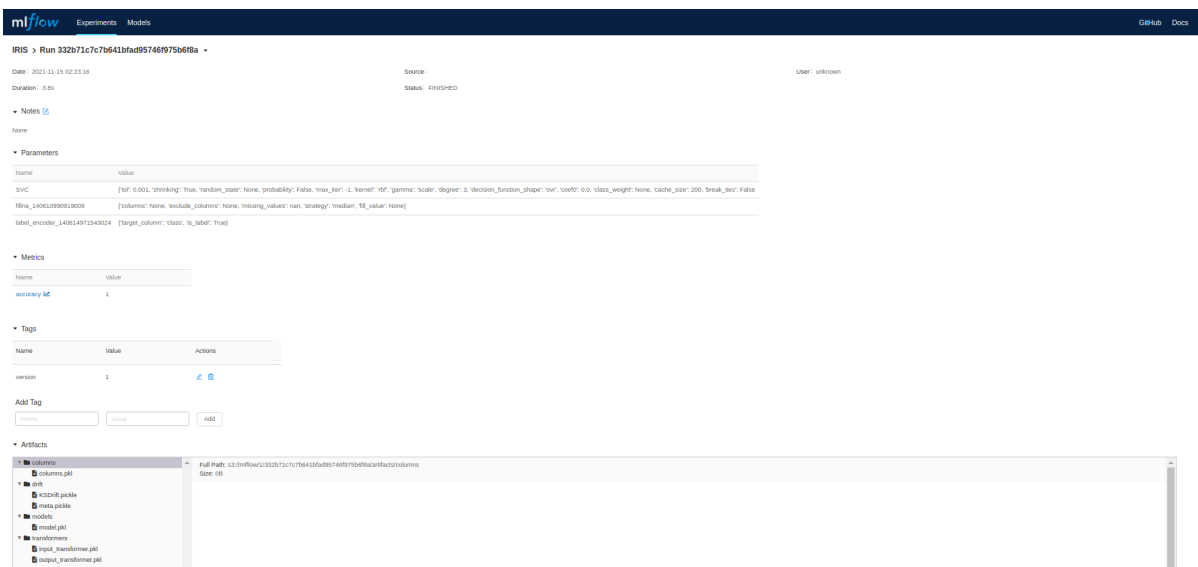 mlflow Experiments Models GitHub Docs
IRIS > Run 332b71c7c7b641bfad95746f975b6f8a
Date: 2021-11-15 02:23:16 Source: User: unknown
Duration: 3.8s Status: FINISHED
Notes
None
Parameters
Name Value
SVC {'tol': 0.001, 'shrinking': True, 'random_state': None, 'probability': False, 'max_iter': -1, 'kernel': 'rbf', 'gamma': 'scale', 'degree': 3, 'decision_function_shape': 'ovr', 'coef0': 0.0, 'class_weight': None, 'cache_size': 200, 'break_ties': False
fillna_140610990919008 {'columns': None, 'exclude_columns': None, 'missing_values': nan, 'strategy': 'median', 'fill_value': None}
label_encoder_140614971543024 {'target_column': 'class', 'is_label': True}
Metrics
Name Value
accuracy 1
Tags
Name Value Actions
version 1
Add Tag
Name Value Add
Artifacts
columns Full Path: s3://mlflow/1/332b71c7c7b641bfad95746f975b6f8a/artifacts/columns
columns.pkl Size: 0B
drift
KSDrift.pickle
meta.pickle
models
model.pkl
transformers
input_transformer.pkl
output_transformer.pkl